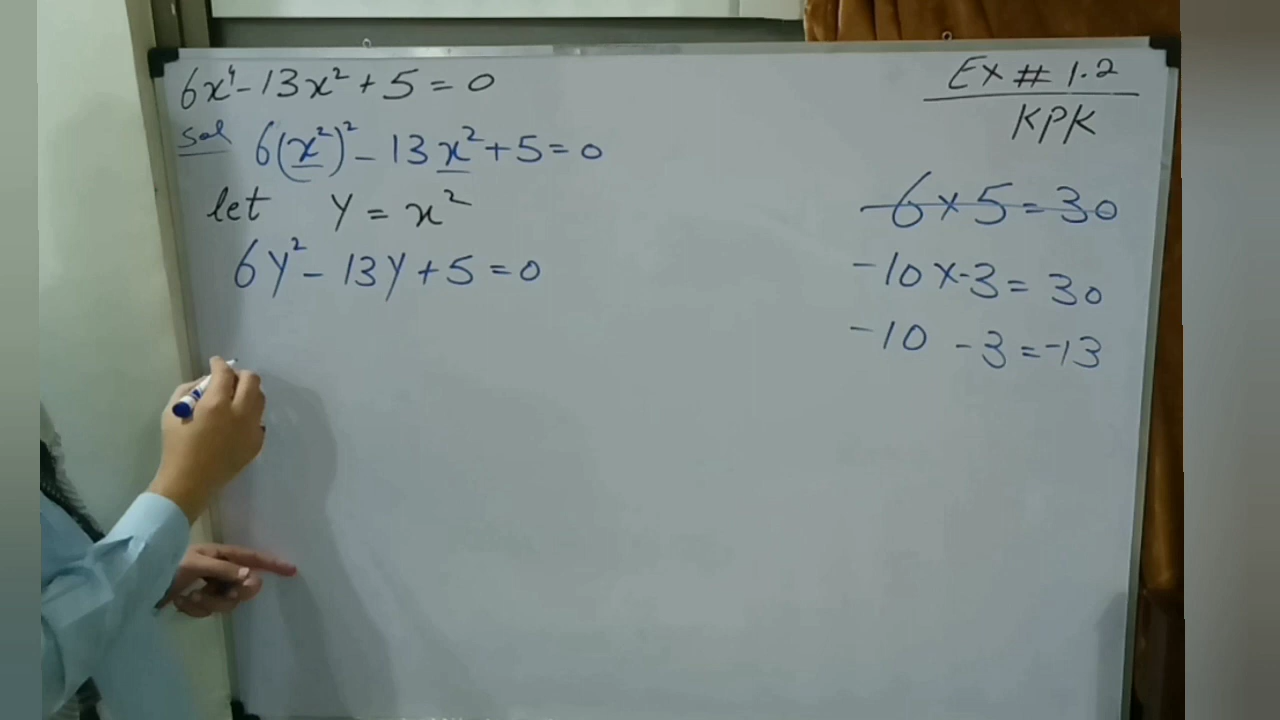 6x⁴ - 13x² + 5 = 0
Sol 6(x²)² - 13x² + 5 = 0
let y = x²
6y² - 13y + 5 = 0
Ex # 1.2
KPK
6 × 5 = 30
-10 × -3 = 30
-10 - 3 = -13